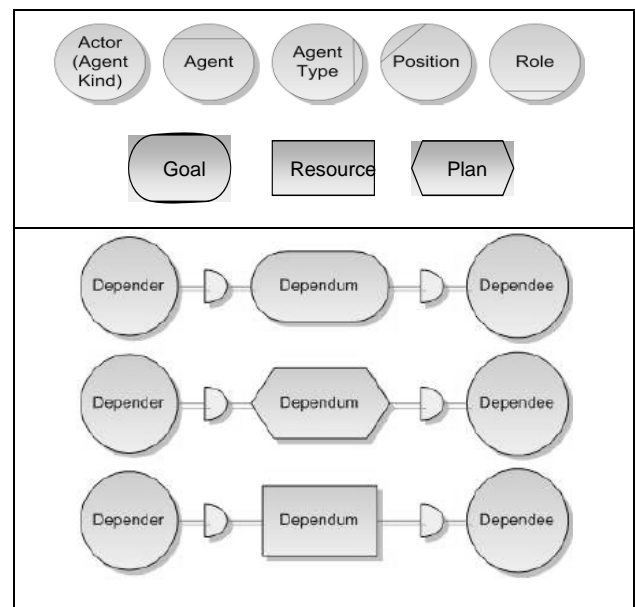 Actor
(Agent
Kind)
Agent
Agent
Type
Position
Role
Goal
Resource
Plan
Depender
Dependum
Dependee
Depender
Dependum
Dependee
Depender
Dependum
Dependee